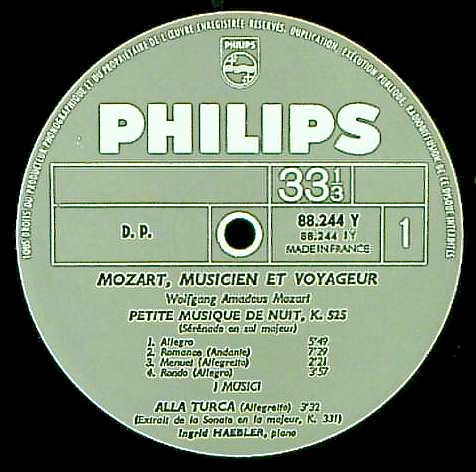 TOUS DROITS DU PRODUCTEUR PHONOGRAPHIQUE ET DU PROPRIÉTAIRE DE L'ŒUVRE ENREGISTRÉE RÉSERVÉS. DUPLICATION, EXÉCUTION PUBLIQUE, RADIODIFFUSION DE CE DISQUE INTERDITES
PHILIPS
PHILIPS
33 1/3
D. P.
88.244 Y
88.244 1Y
MADE IN FRANCE
1
MOZART, MUSICIEN ET VOYAGEUR
Wolfgang Amadeus Mozart
PETITE MUSIQUE DE NUIT, K. 525
(Sérénade en sol majeur)
1. Allegro 5'49
2. Romance (Andante) 7'29
3. Menuet (Allegretto) 2'21
4. Rondo (Allegro) 3'57
I MUSICI
ALLA TURCA (Allegretto) 3'32
(Extrait de la Sonate en la majeur, K. 331)
Ingrid HAEBLER, piano